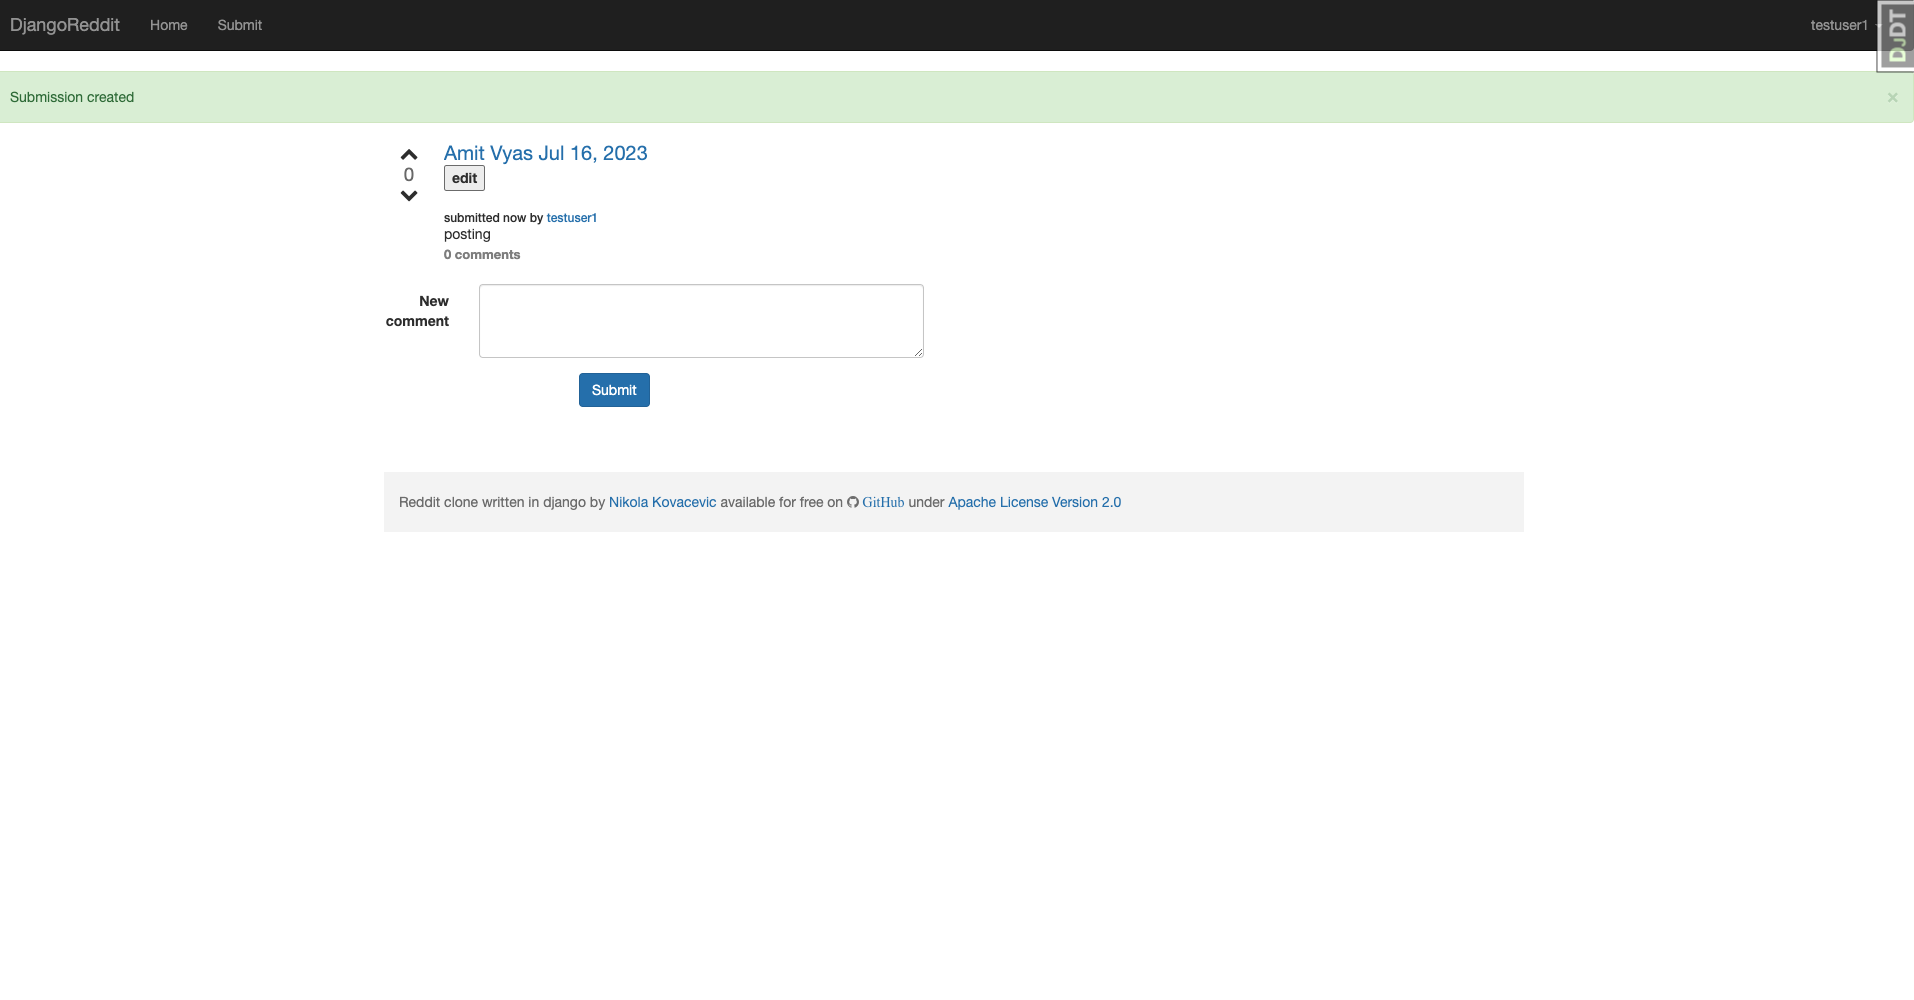 DjangoReddit Home Submit testuser1
DJDT
Submission created ×
Amit Vyas Jul 16, 2023
0
edit
submitted now by testuser1
posting
0 comments
New
comment
Submit
Reddit clone written in django by Nikola Kovacevic available for free on GitHub under Apache License Version 2.0